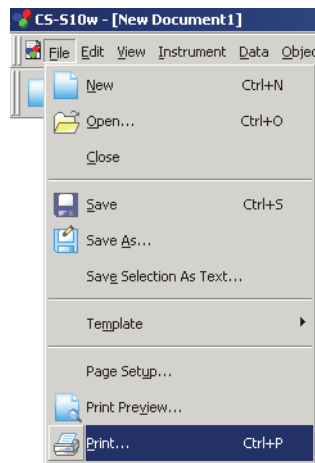 CS-S10w - [New Document1]
File Edit View Instrument Data Objec
New Ctrl+N
Open... Ctrl+O
Close
Save Ctrl+S
Save As...
Save Selection As Text...
Template
Page Setup...
Print Preview...
Print... Ctrl+P